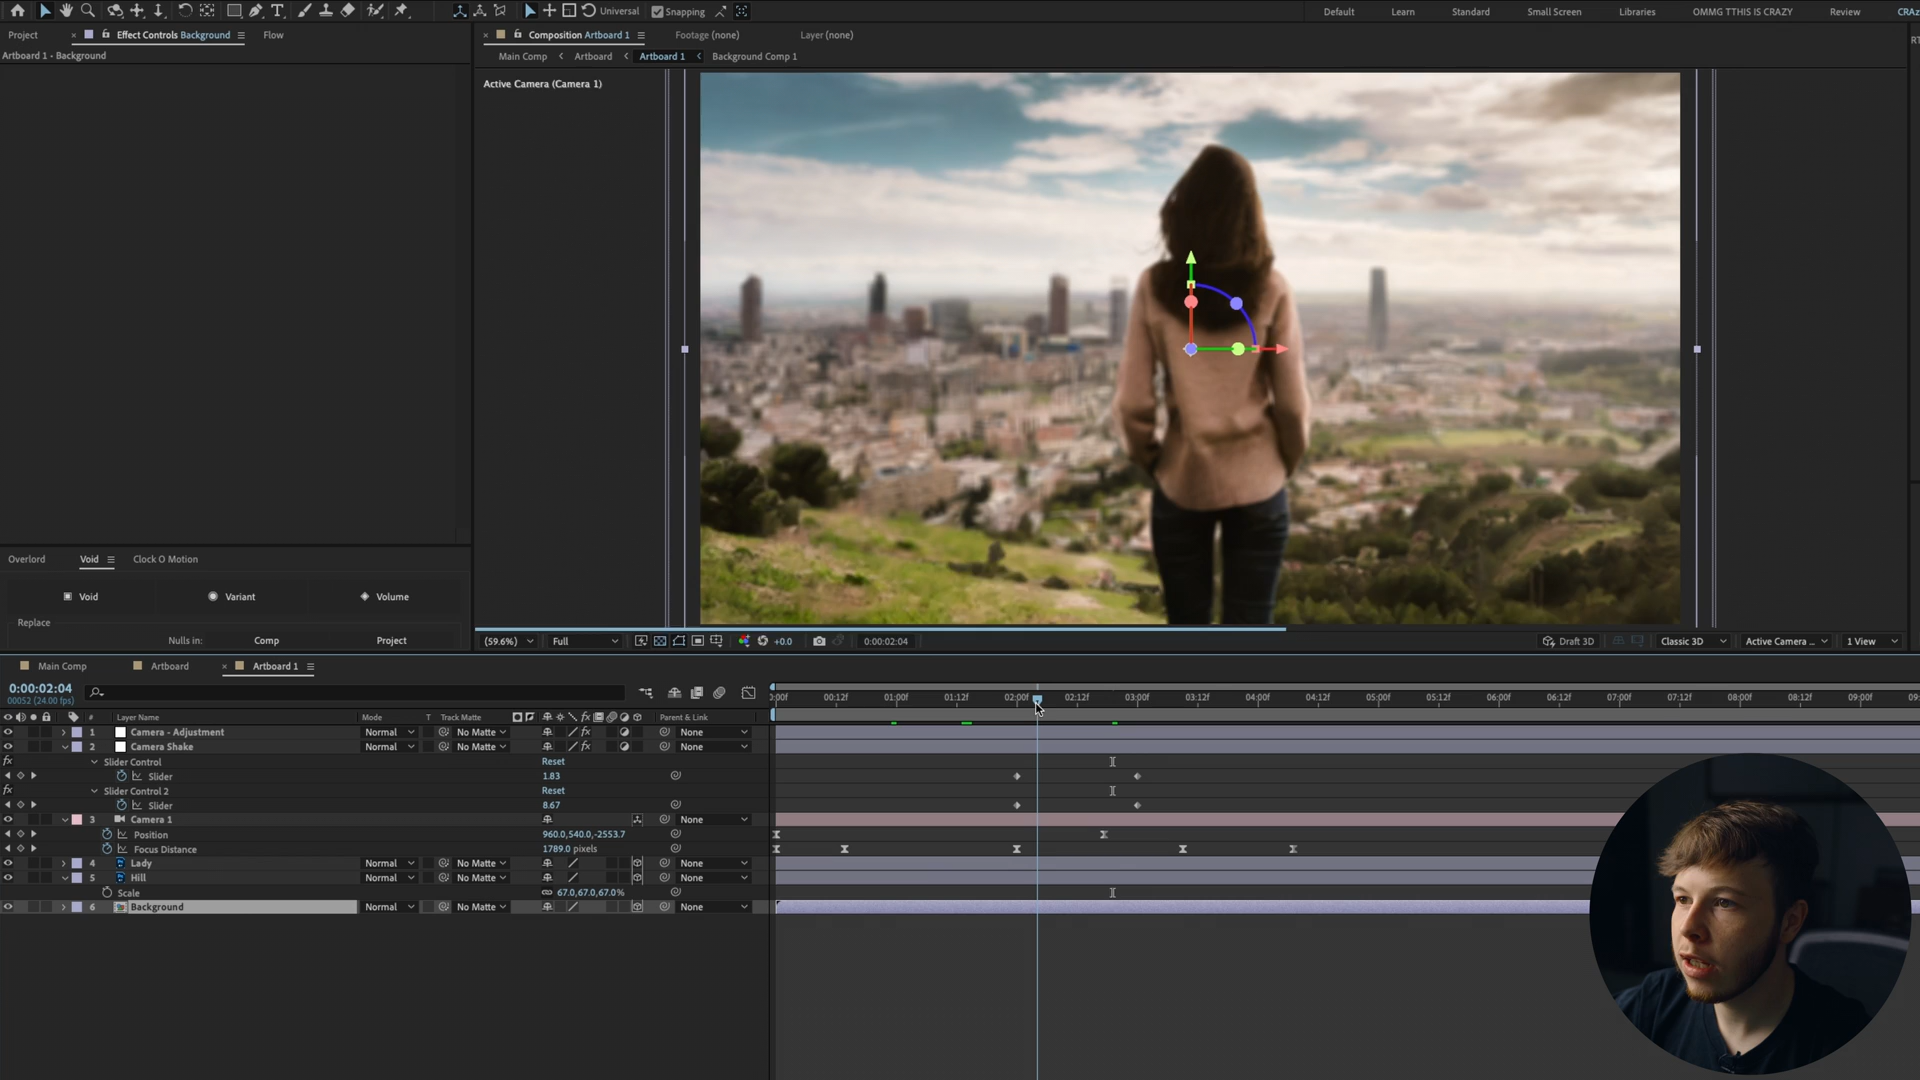 Universal
Snapping
Default
Learn
Standard
Small Screen
Libraries
OMMG TTHIS IS CRAZY
Review
CRAz
Project
Effect Controls Background
Flow
Composition Artboard 1
Footage (none)
Layer (none)
Artboard 1 - Background
Main Comp
Artboard
Artboard 1
Background Comp 1
Active Camera (Camera 1)
Overlord
Void
Clock O Motion
Void
Variant
Volume
Replace
Nulls in:
Comp
Project
(59.6%)
Full
+0.0
0:00:02:04
Draft 3D
Classic 3D
Active Camera ...
1 View
Main Comp
Artboard
Artboard 1
0:00:02:04
00052 (24.00 fps)
):00f 00:12f 01:00f 01:12f 02:00f 02:12f 03:00f 03:12f 04:00f 04:12f 05:00f 05:12f 06:00f 06:12f 07:00f 07:12f 08:00f 08:12f 09:00f
# Layer Name Mode T Track Matte Parent & Link
1 Camera - Adjustment Normal No Matte fx None
2 Camera Shake Normal No Matte fx None
fx Slider Control Reset
Slider 1.83
fx Slider Control 2 Reset
Slider 8.67
3 Camera 1 None
Position 960.0,540.0,-2553.7
Focus Distance 1789.0 pixels
4 Lady Normal No Matte None
5 Hill Normal No Matte None
Scale 67.0,67.0,67.0%
6 Background Normal No Matte None